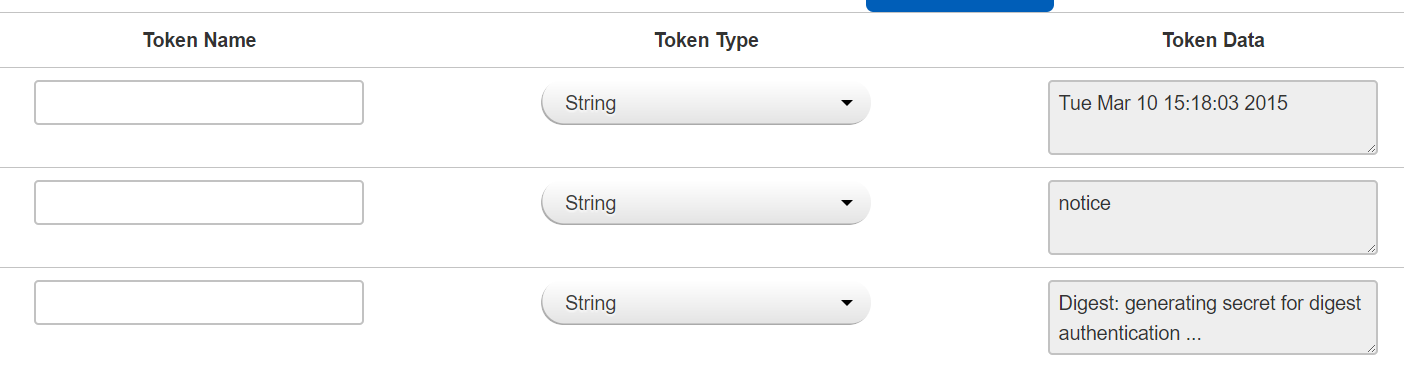 Token Name Token Type Token Data
String Tue Mar 10 15:18:03 2015
String notice
String Digest: generating secret for digest
authentication ...